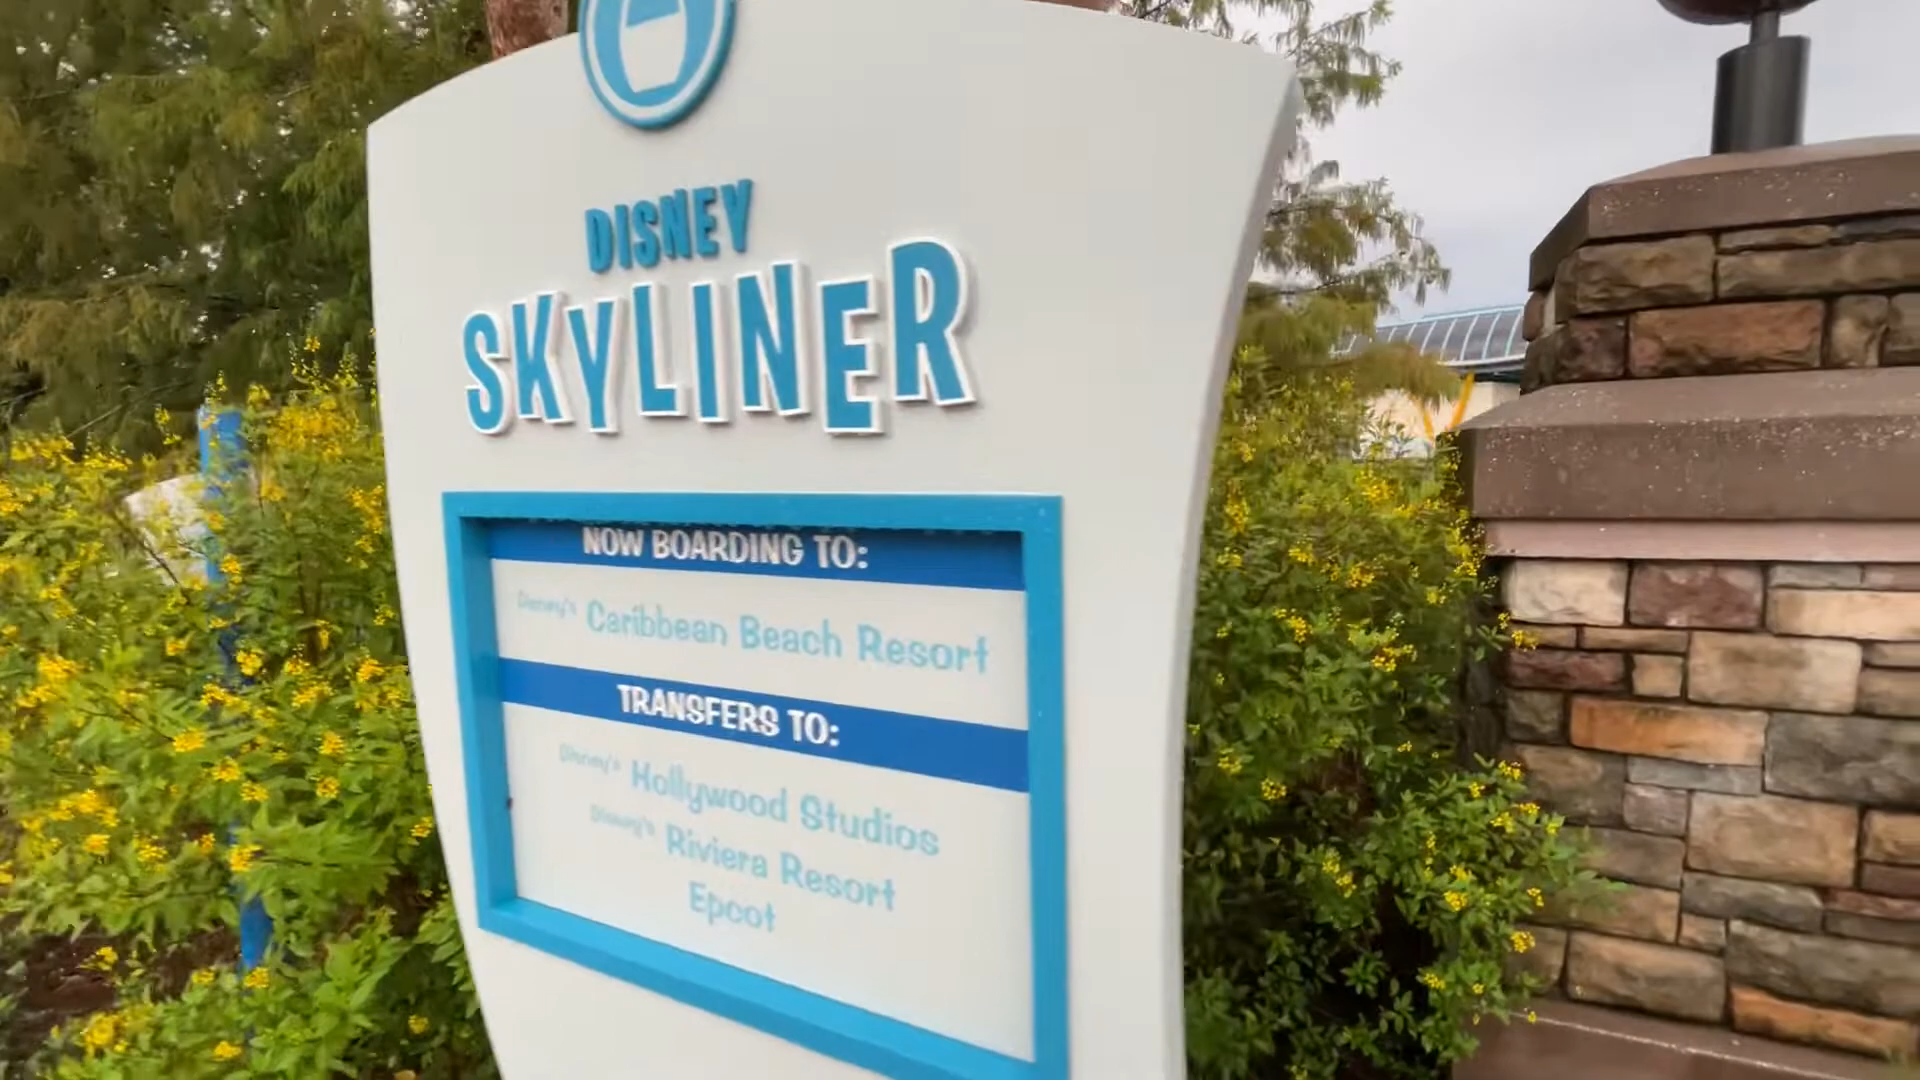 DISNEY
SKYLINER
NOW BOARDING TO:
Disney's Caribbean Beach Resort
TRANSFERS TO:
Disney's Hollywood Studios
Disney's Riviera Resort
Epcot